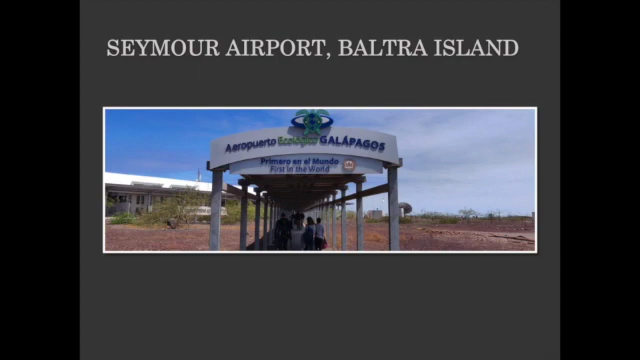 SEYMOUR AIRPORT, BALTRA ISLAND
Aeropuerto Ecológico GALÁPAGOS
Primero en el Mundo
First in the World